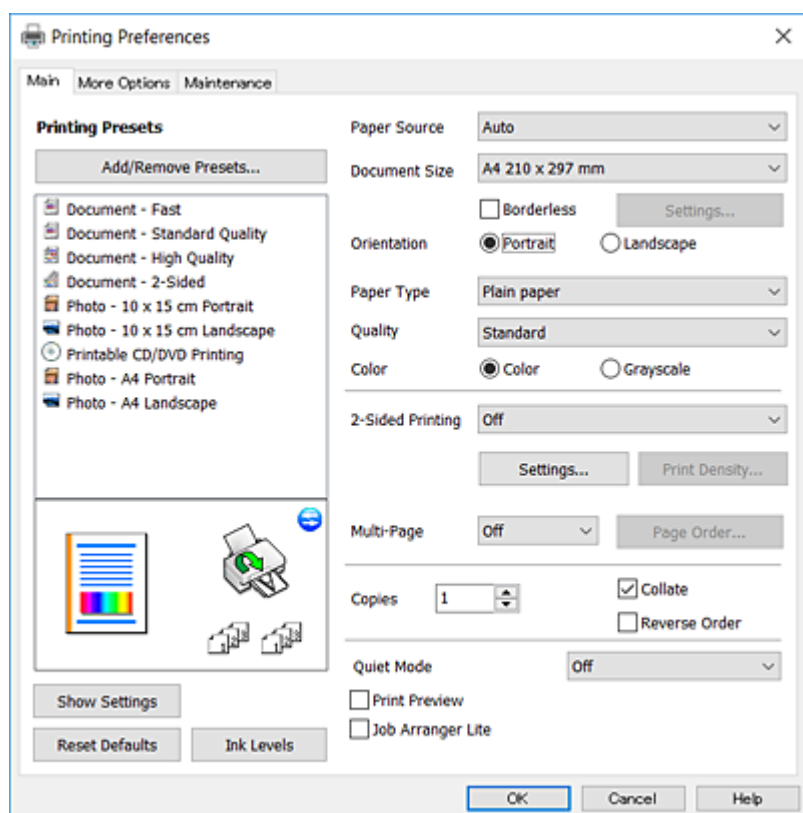 Printing Preferences
Main More Options Maintenance
Printing Presets
Add/Remove Presets...
Document - Fast
Document - Standard Quality
Document - High Quality
Document - 2-Sided
Photo - 10 x 15 cm Portrait
Photo - 10 x 15 cm Landscape
Printable CD/DVD Printing
Photo - A4 Portrait
Photo - A4 Landscape
Show Settings
Reset Defaults Ink Levels
Paper Source Auto
Document Size A4 210 x 297 mm
Borderless Settings...
Orientation Portrait Landscape
Paper Type Plain paper
Quality Standard
Color Color Grayscale
2-Sided Printing Off
Settings... Print Density...
Multi-Page Off Page Order...
Copies 1 Collate
Reverse Order
Quiet Mode Off
Print Preview
Job Arranger Lite
OK Cancel Help